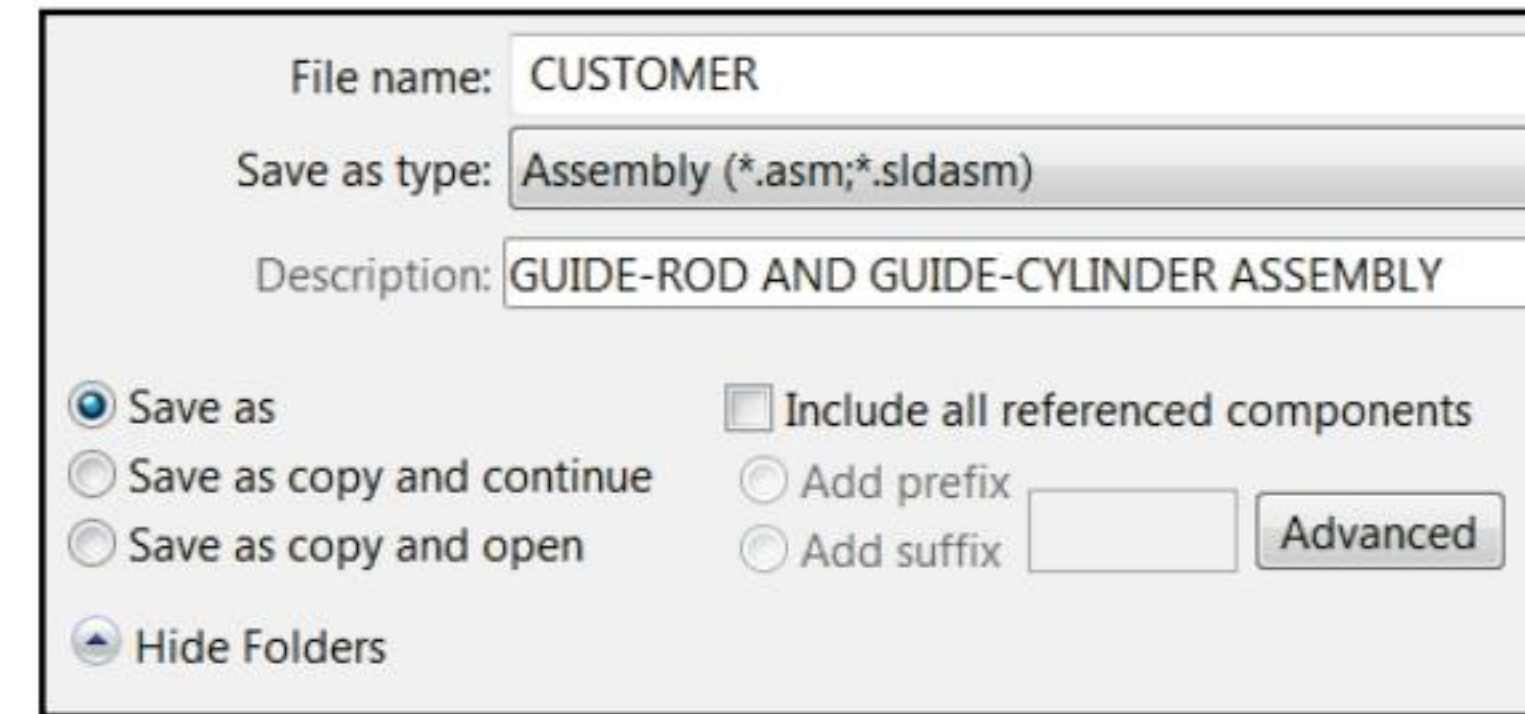 File name: CUSTOMER
Save as type: Assembly (*.asm;*.sldasm)
Description: GUIDE-ROD AND GUIDE-CYLINDER ASSEMBLY
Save as
Include all referenced components
Save as copy and continue
Add prefix
Save as copy and open
Add suffix
Advanced
Hide Folders